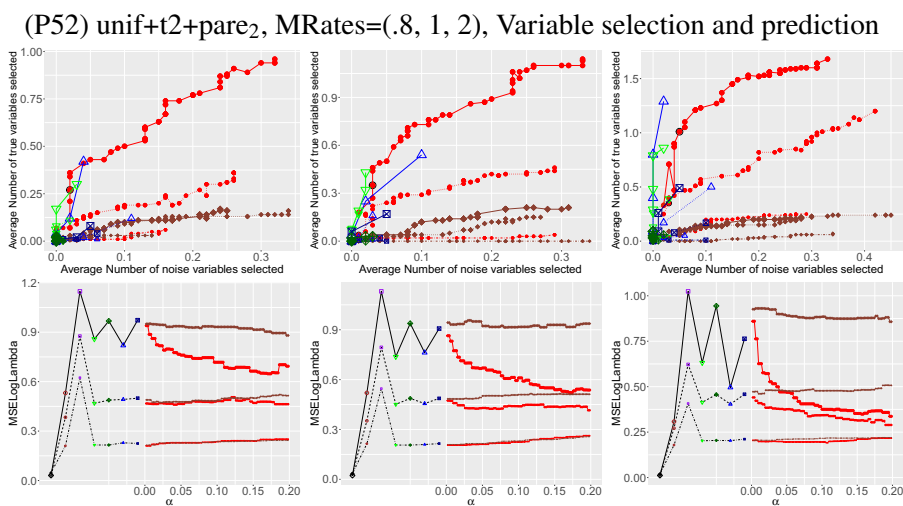 (P52) unif+t2+pare₂, MRates=(.8, 1, 2), Variable selection and prediction
Average Number of true variables selected
1.00
0.75
0.50
0.25
0.00
0.0 0.1 0.2 0.3
Average Number of noise variables selected
Average Number of true variables selected
0.9
0.6
0.3
0.0
0.0 0.1 0.2 0.3
Average Number of noise variables selected
Average Number of true variables selected
1.5
1.0
0.5
0.0
0.0 0.1 0.2 0.3 0.4
Average Number of noise variables selected
MSELogLambda
1.2
0.9
0.6
0.3
0.0
0.00 0.05 0.10 0.15 0.20
α
MSELogLambda
0.9
0.6
0.3
0.0
0.00 0.05 0.10 0.15 0.20
α
MSELogLambda
1.00
0.75
0.50
0.25
0.00
0.00 0.05 0.10 0.15 0.20
α